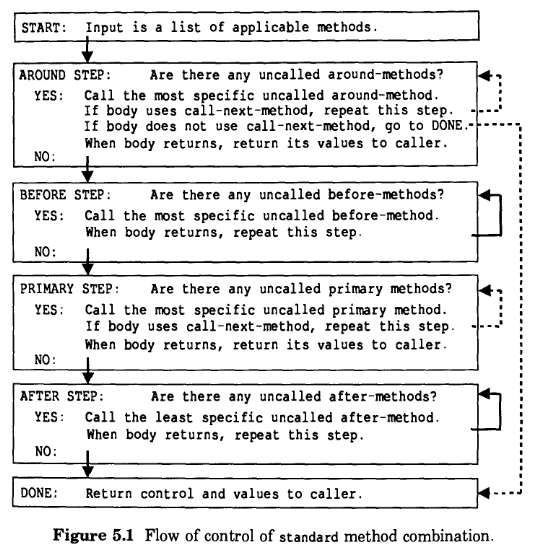 START: Input is a list of applicable methods.
AROUND STEP: Are there any uncalled around-methods?
YES: Call the most specific uncalled around-method.
If body uses call-next-method, repeat this step.
If body does not use call-next-method, go to DONE.
When body returns, return its values to caller.
NO:
BEFORE STEP: Are there any uncalled before-methods?
YES: Call the most specific uncalled before-method.
When body returns, repeat this step.
NO:
PRIMARY STEP: Are there any uncalled primary methods?
YES: Call the most specific uncalled primary method.
If body uses call-next-method, repeat this step.
When body returns, return its values to caller.
NO:
AFTER STEP: Are there any uncalled after-methods?
YES: Call the least specific uncalled after-method.
When body returns, repeat this step.
NO:
DONE: Return control and values to caller.
Figure 5.1 Flow of control of standard method combination.